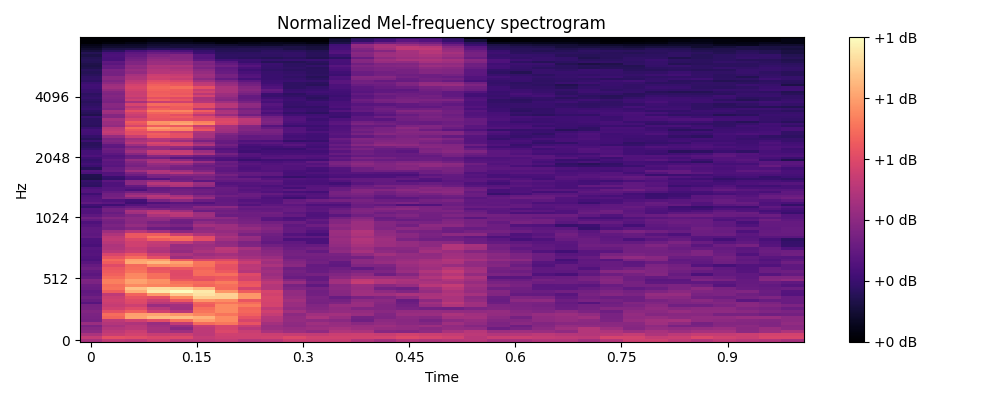 Normalized Mel-frequency spectrogram
Hz
4096
2048
1024
512
0
0 0.15 0.3 0.45 0.6 0.75 0.9
Time
+1 dB
+1 dB
+1 dB
+0 dB
+0 dB
+0 dB